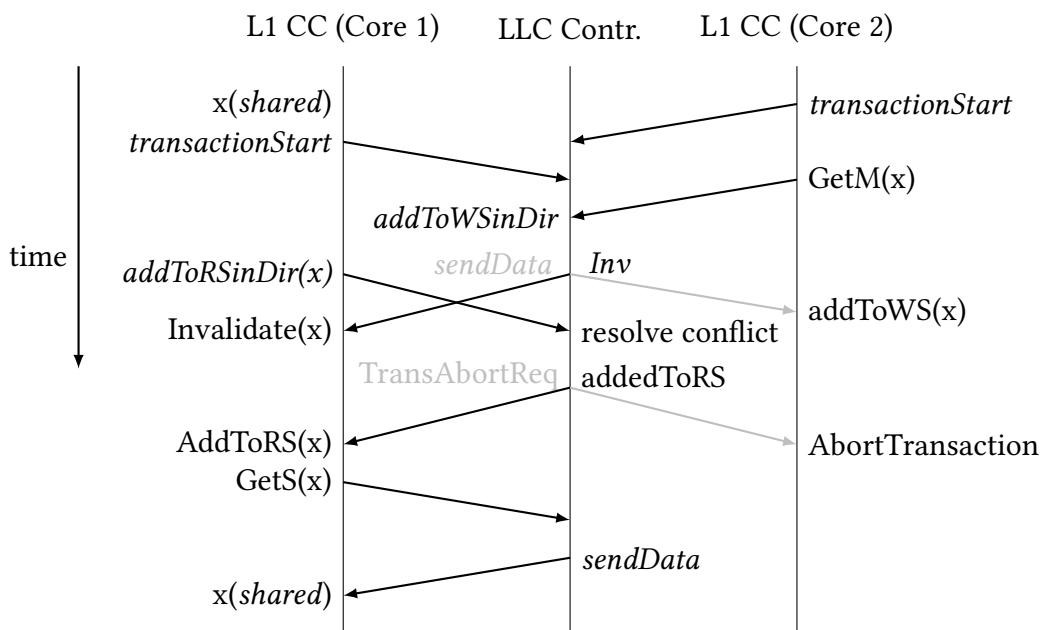 L1 CC (Core 1) LLC Contr. L1 CC (Core 2)
x(shared) transactionStart
transactionStart
GetM(x)
addToWSinDir
time
addToRSinDir(x) sendData Inv
addToWS(x)
Invalidate(x) resolve conflict
TransAbortReq addedToRS
AddToRS(x) AbortTransaction
GetS(x)
sendData
x(shared)